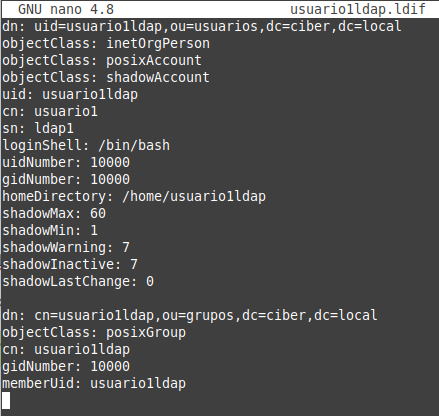 GNU nano 4.8 usuario1ldap.ldif
dn: uid=usuario1ldap,ou=usuarios,dc=ciber,dc=local
objectClass: inetOrgPerson
objectClass: posixAccount
objectClass: shadowAccount
uid: usuario1ldap
cn: usuario1
sn: ldap1
loginShell: /bin/bash
uidNumber: 10000
gidNumber: 10000
homeDirectory: /home/usuario1ldap
shadowMax: 60
shadowMin: 1
shadowWarning: 7
shadowInactive: 7
shadowLastChange: 0
dn: cn=usuario1ldap,ou=grupos,dc=ciber,dc=local
objectClass: posixGroup
cn: usuario1ldap
gidNumber: 10000
memberUid: usuario1ldap